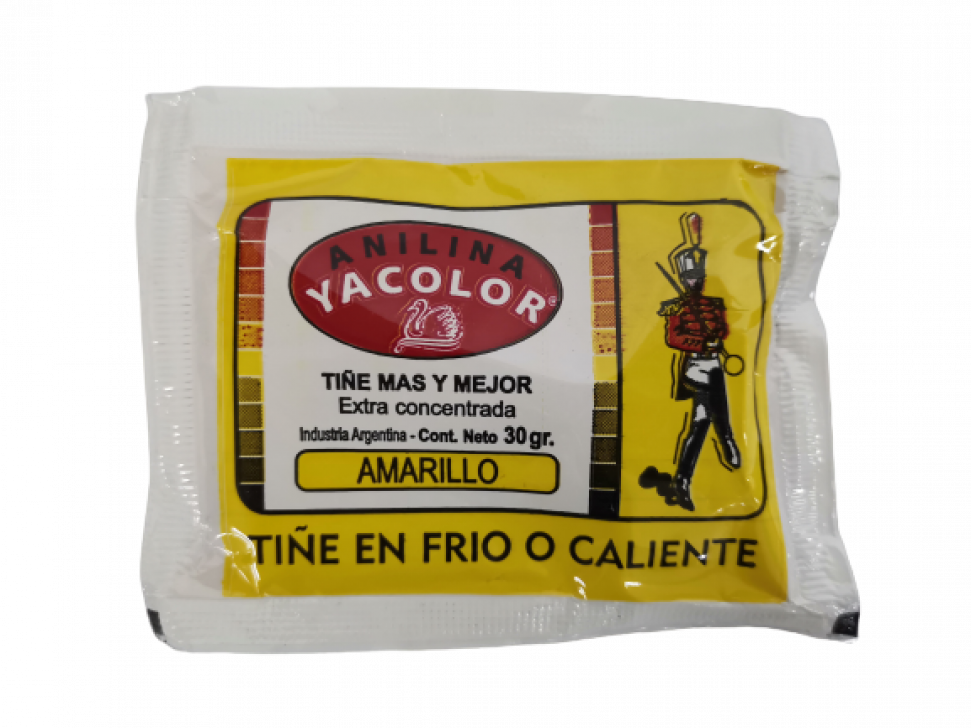 ANILINA
YACOLOR®
TIÑE MAS Y MEJOR
Extra concentrada
Industria Argentina - Cont. Neto 30 gr.
AMARILLO
TIÑE EN FRIO O CALIENTE